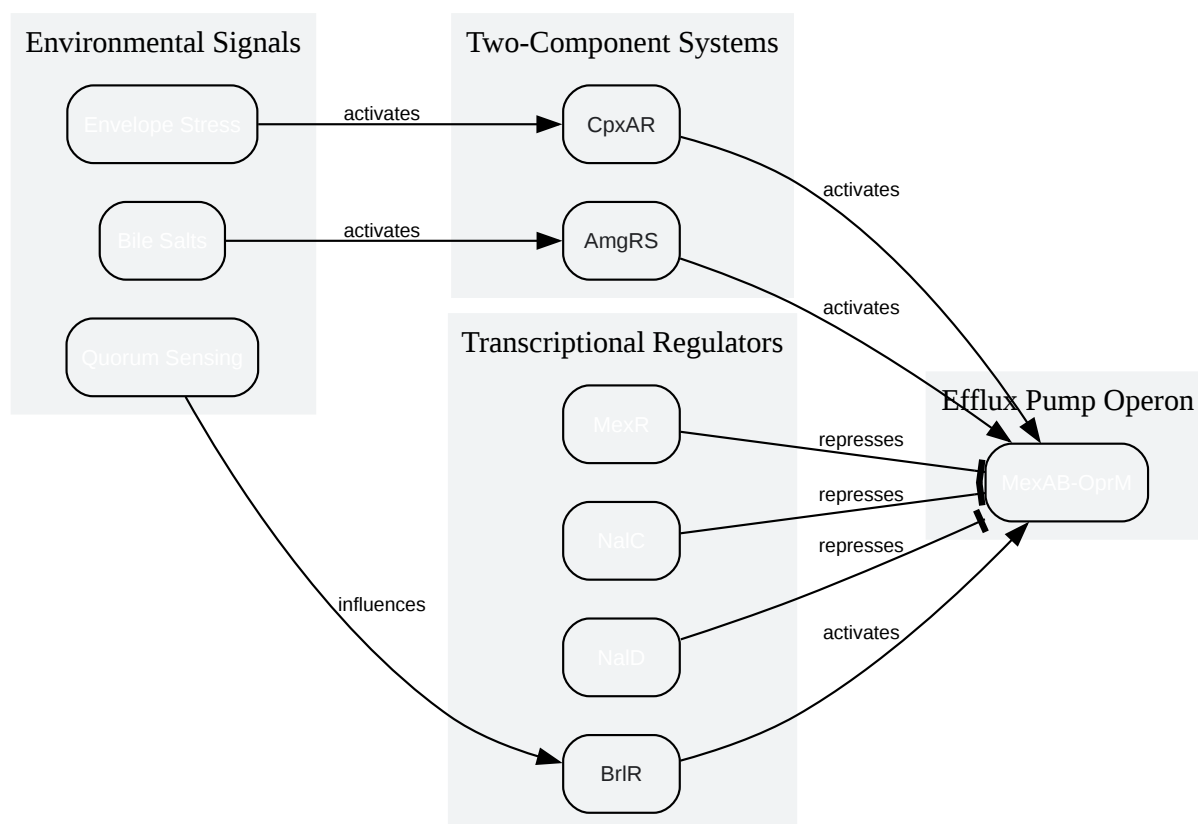 Environmental Signals
Envelope Stress
Bile Salts
Quorum Sensing
Two-Component Systems
CpxAR
AmgRS
Transcriptional Regulators
MexR
NalC
NalD
BrlR
Efflux Pump Operon
MexAB-OprM
activates
activates
influences
activates
activates
represses
represses
represses
activates